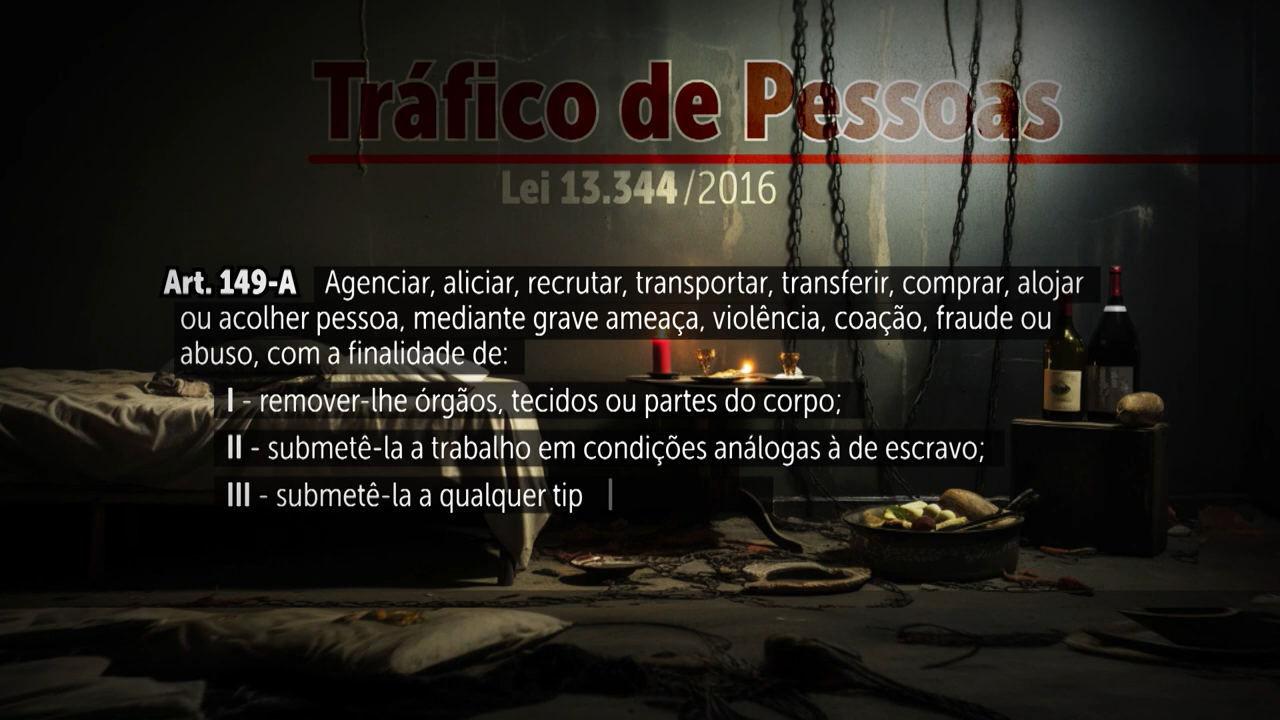 Tráfico de Pessoas
Lei 13.344/2016
Art. 149-A Agenciar, aliciar, recrutar, transportar, transferir, comprar, alojar
ou acolher pessoa, mediante grave ameaça, violência, coação, fraude ou
abuso, com a finalidade de:
I - remover-lhe órgãos, tecidos ou partes do corpo;
II - submetê-la a trabalho em condições análogas à de escravo;
III - submetê-la a qualquer tip